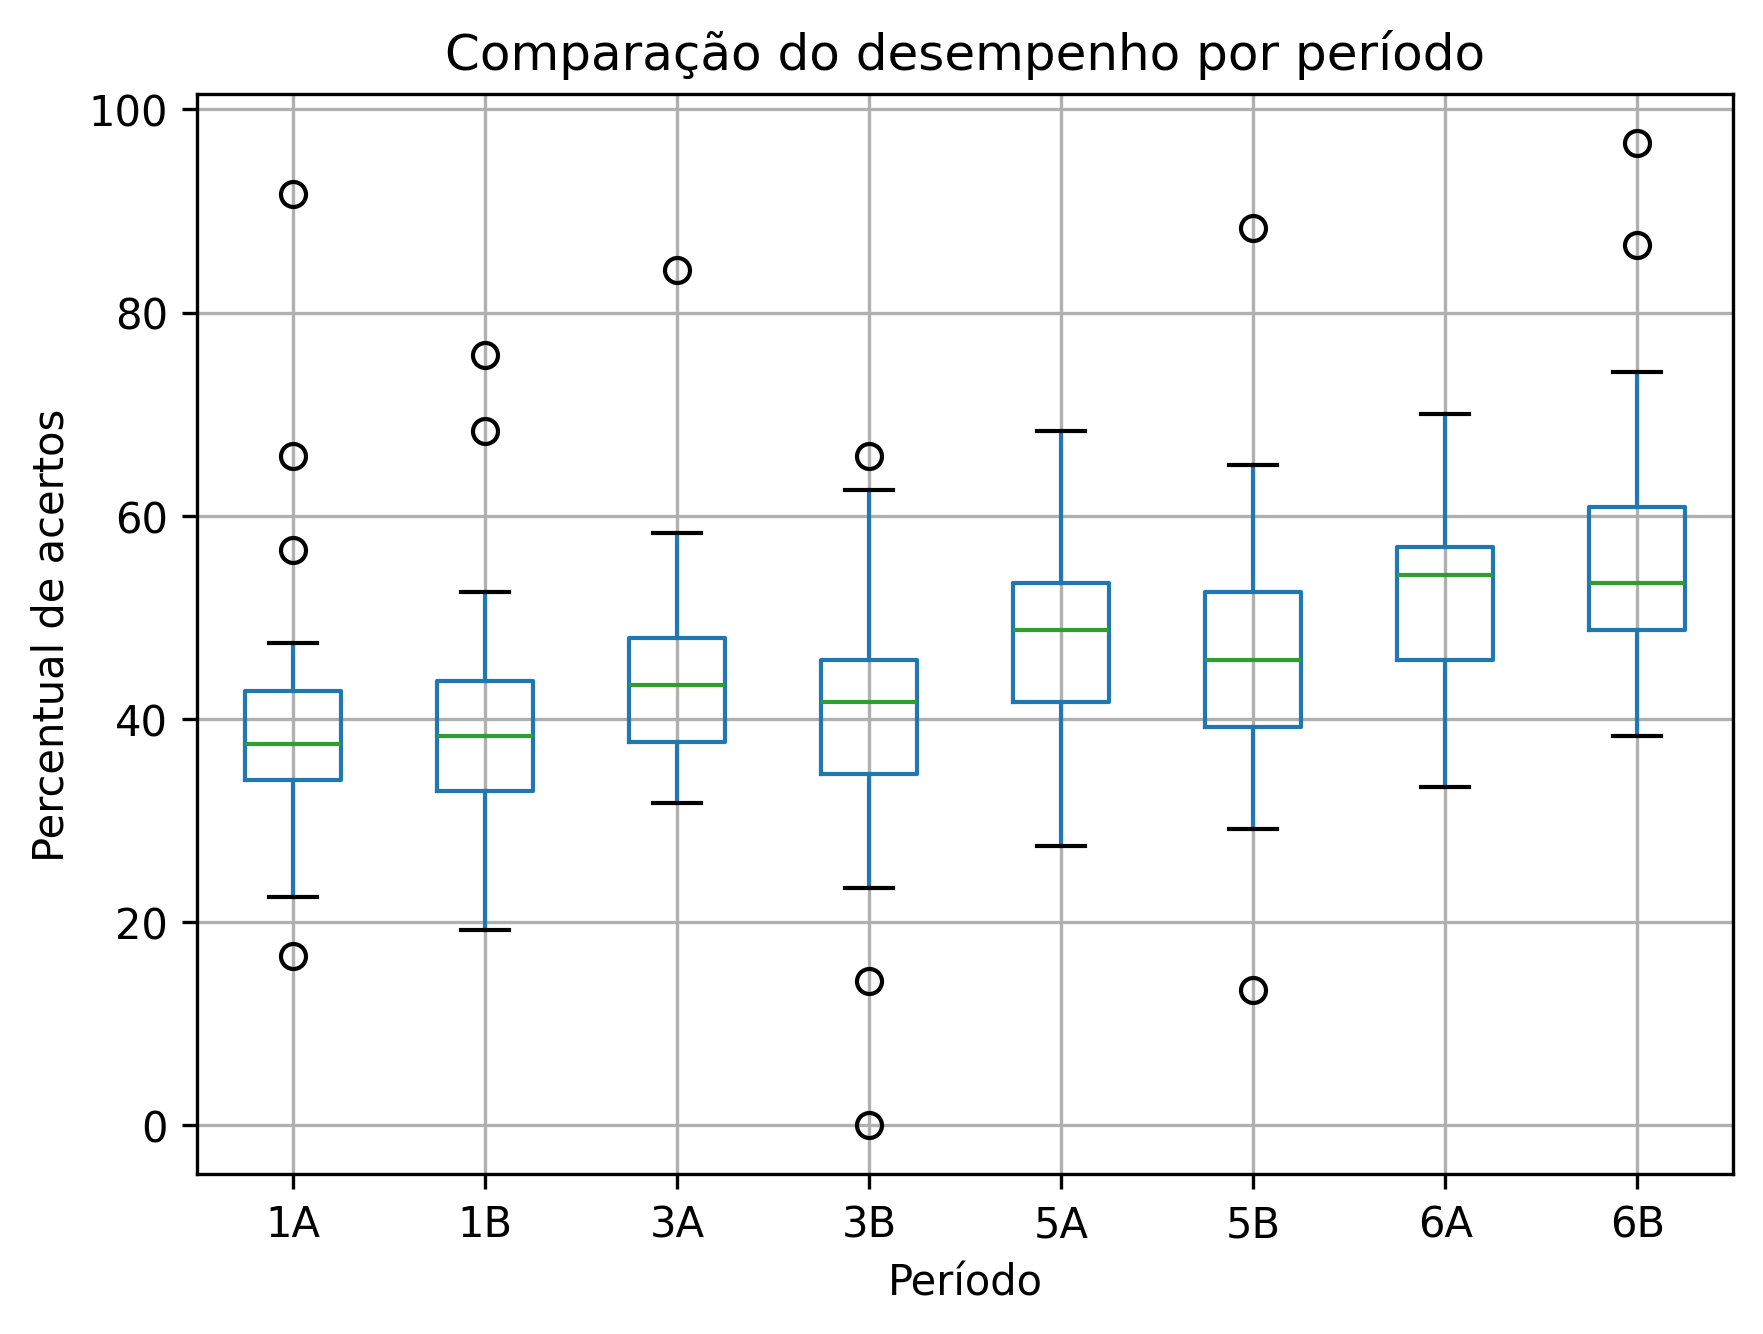 Comparação do desempenho por período
100
80
60
40
20
0
Percentual de acertos
1A 1B 3A 3B 5A 5B 6A 6B
Período